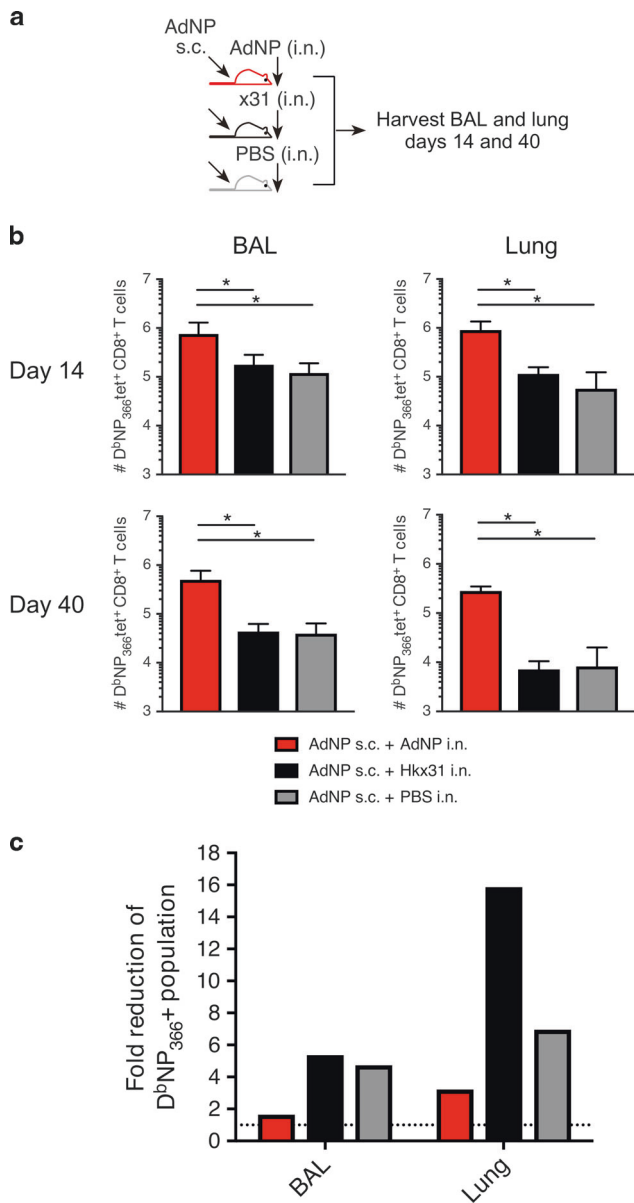 a
AdNP
s.c.
AdNP (i.n.)
x31 (i.n.)
PBS (i.n.)
Harvest BAL and lung
days 14 and 40
b
BAL
Lung
Day 14
# DᵇNP₃₆₆tet⁺ CD8⁺ T cells
7
6
5
4
3
*
*
# DᵇNP₃₆₆tet⁺ CD8⁺ T cells
7
6
5
4
3
*
*
Day 40
# DᵇNP₃₆₆tet⁺ CD8⁺ T cells
7
6
5
4
3
*
*
# DᵇNP₃₆₆tet⁺ CD8⁺ T cells
7
6
5
4
3
*
*
AdNP s.c. + AdNP i.n.
AdNP s.c. + Hkx31 i.n.
AdNP s.c. + PBS i.n.
c
Fold reduction of
DᵇNP₃₆₆+ population
18
16
14
12
10
8
6
4
2
0
BAL
Lung